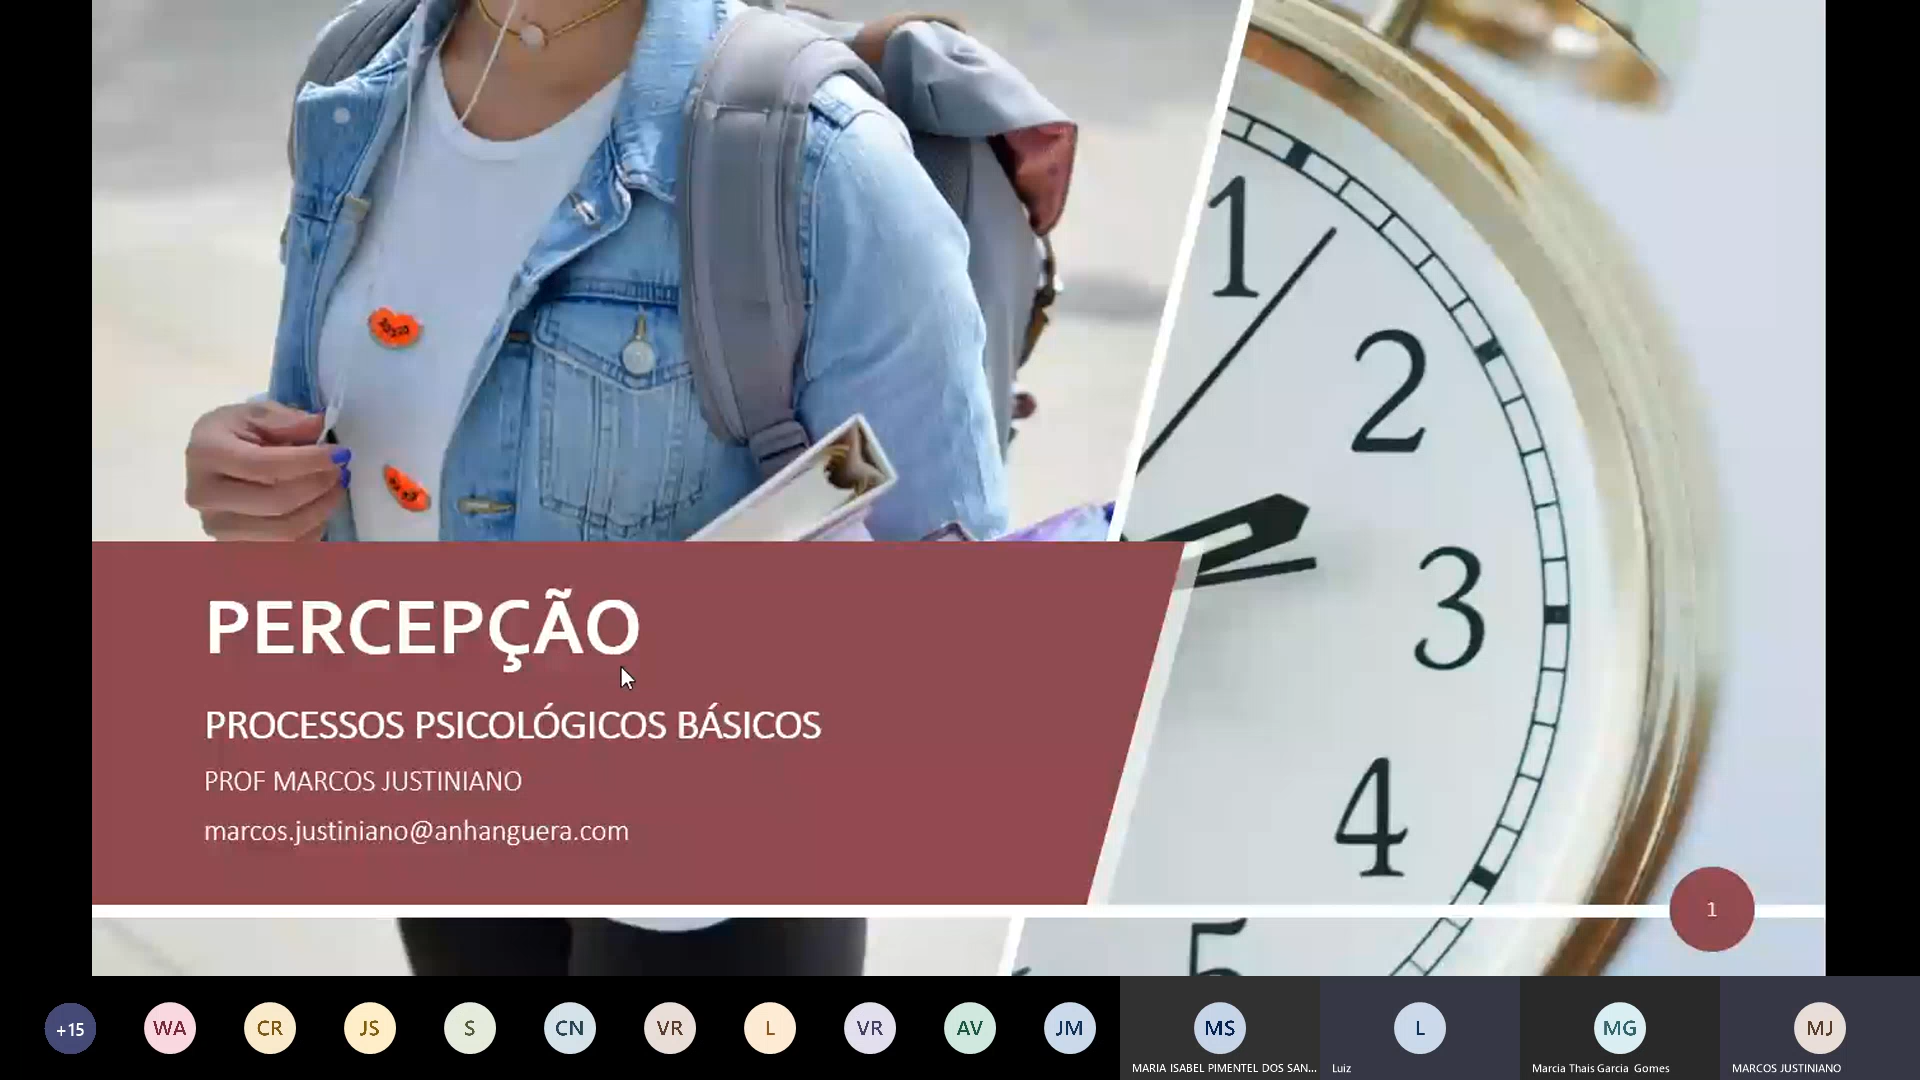 1
2
3
4
5
PERCEPÇÃO
PROCESSOS PSICOLÓGICOS BÁSICOS
PROF MARCOS JUSTINIANO
marcos.justiniano@anhanguera.com
1
+15
WA
CR
JS
S
CN
VR
L
VR
AV
JM
MS
L
MG
MJ
MARIA ISABEL PIMENTEL DOS SAN...
Luiz
Marcia Thais Garcia Gomes
MARCOS JUSTINIANO